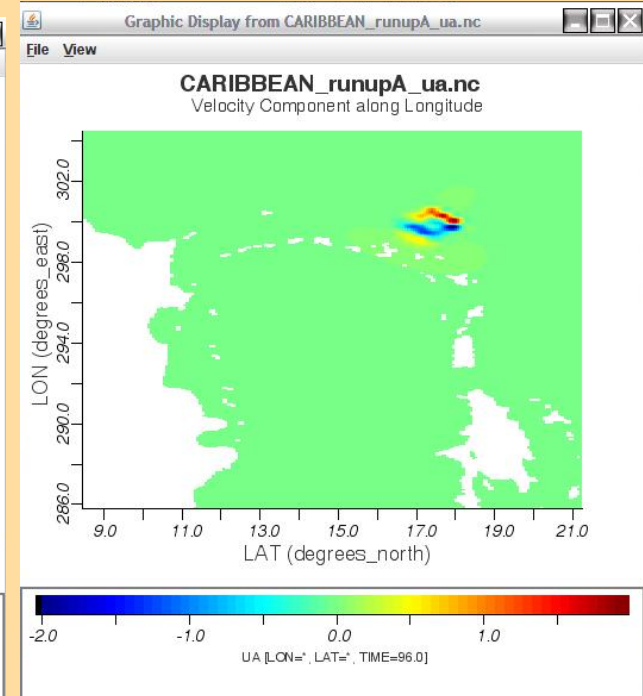 Graphic Display from CARIBBEAN_runupA_ua.nc
File View
CARIBBEAN_runupA_ua.nc
Velocity Component along Longitude
LON (degrees_east)
302.0
298.0
294.0
290.0
286.0
9.0 11.0 13.0 15.0 17.0 19.0 21.0
LAT (degrees_north)
-2.0 -1.0 0.0 1.0
UA [LON=*, LAT=*, TIME=96.0]